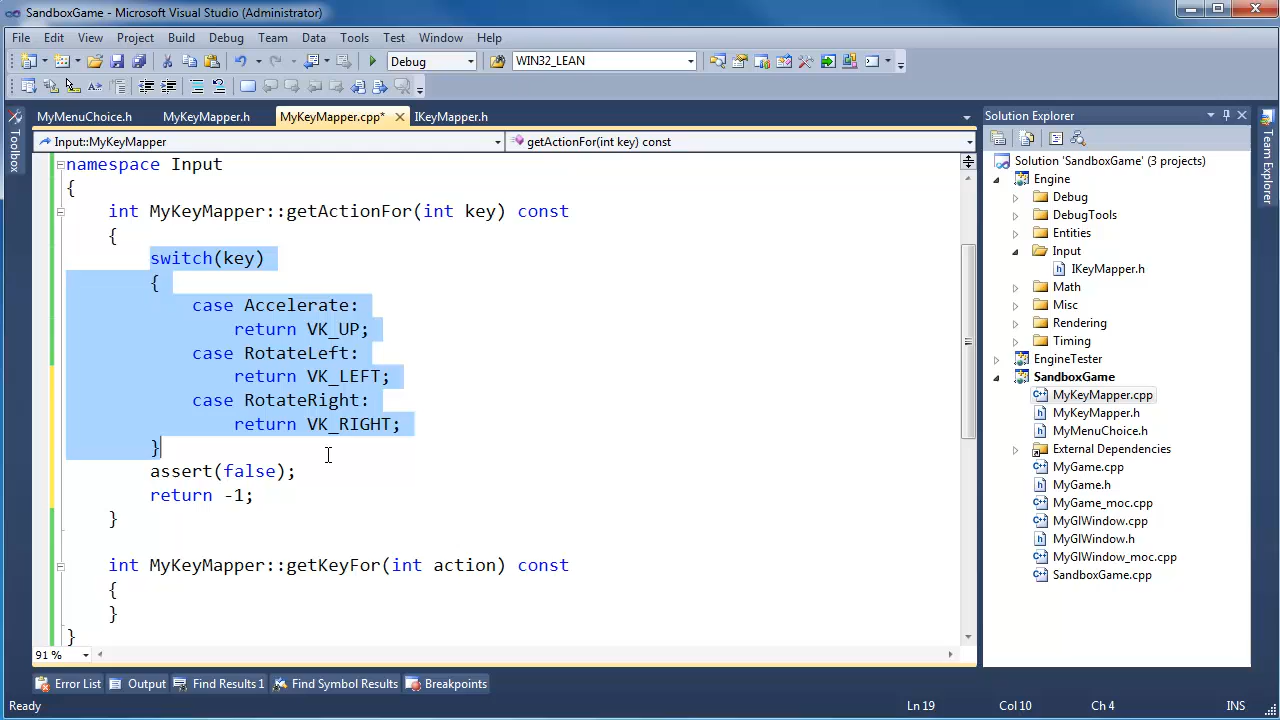 SandboxGame - Microsoft Visual Studio (Administrator)
File Edit View Project Build Debug Team Data Tools Test Window Help
Debug WIN32_LEAN
MyMenuChoice.h MyKeyMapper.h MyKeyMapper.cpp* IKeyMapper.h
Input::MyKeyMapper getActionFor(int key) const
namespace Input
{
int MyKeyMapper::getActionFor(int key) const
{
switch(key)
{
case Accelerate:
return VK_UP;
case RotateLeft:
return VK_LEFT;
case RotateRight:
return VK_RIGHT;
}
assert(false);
return -1;
}
int MyKeyMapper::getKeyFor(int action) const
{
}
}
91 %
Toolbox
Solution Explorer
Solution 'SandboxGame' (3 projects)
Engine
Debug
DebugTools
Entities
Input
IKeyMapper.h
Math
Misc
Rendering
Timing
EngineTester
SandboxGame
MyKeyMapper.cpp
MyKeyMapper.h
MyMenuChoice.h
External Dependencies
MyGame.cpp
MyGame.h
MyGame_moc.cpp
MyGlWindow.cpp
MyGlWindow.h
MyGlWindow_moc.cpp
SandboxGame.cpp
Team Explorer
Error List Output Find Results 1 Find Symbol Results Breakpoints
Ready Ln 19 Col 10 Ch 4 INS